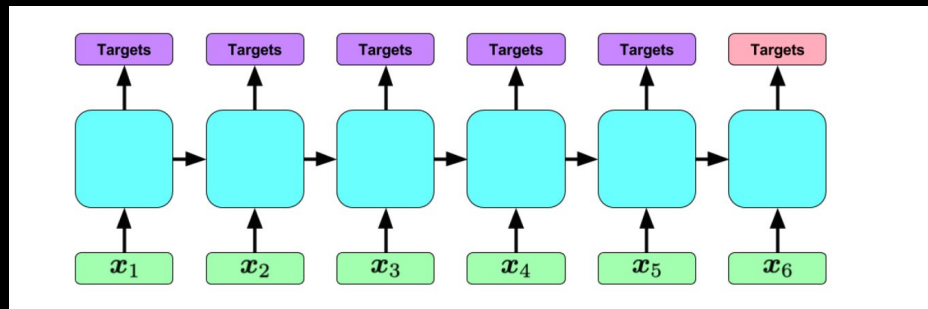 Targets Targets Targets Targets Targets Targets
x₁ x₂ x₃ x₄ x₅ x₆